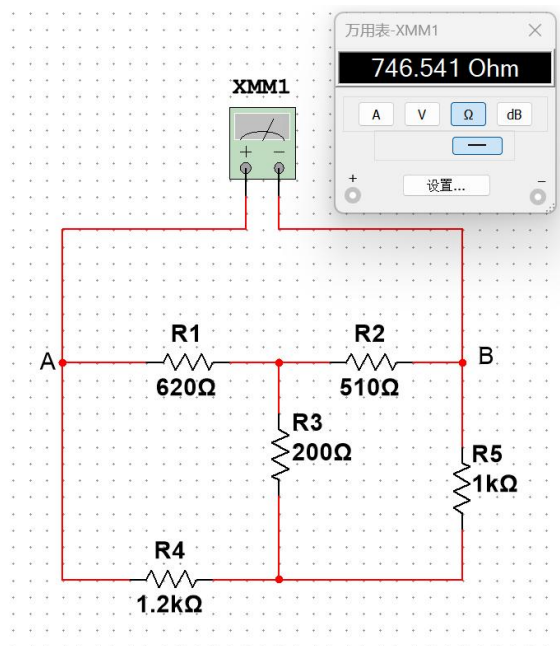 万用表-XMM1
746.541 Ohm
A V Ω dB
+ 设置... −
XMM1
+ −
A
R1
620Ω
R2
510Ω
B
R3
200Ω
R5
1kΩ
R4
1.2kΩ